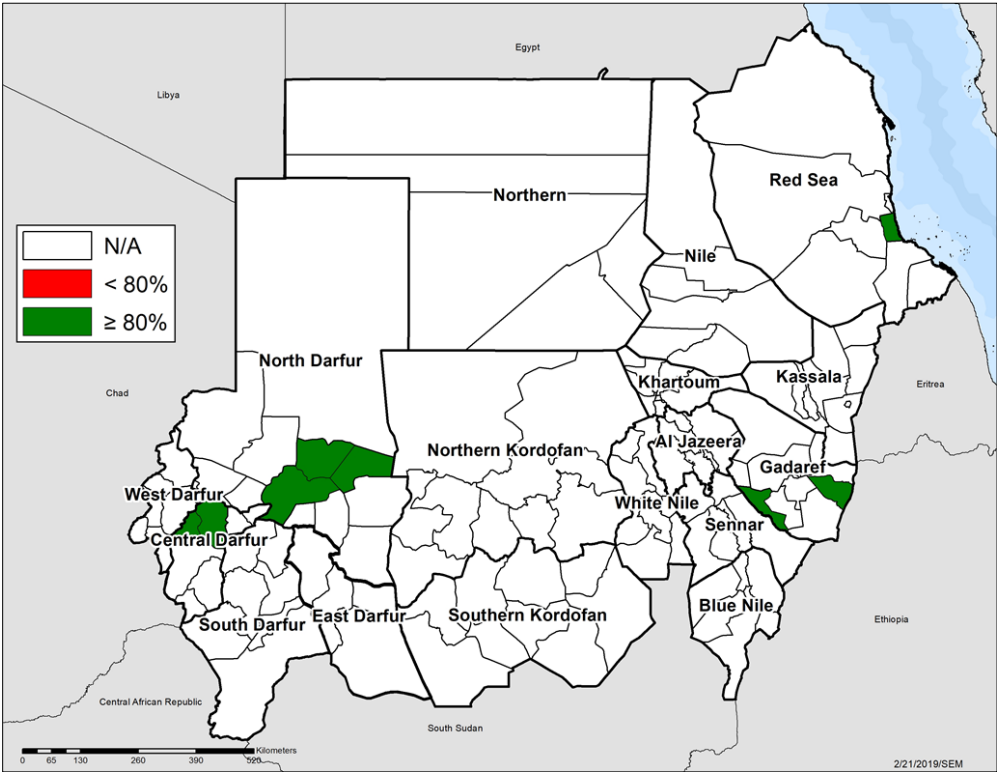 Egypt
Libya
Red Sea
Northern
Nile
N/A
< 80%
≥ 80%
North Darfur
Khartoum
Kassala
Chad
Eritrea
Al Jazeera
Northern Kordofan
Gadaref
West Darfur
White Nile
Sennar
Central Darfur
Blue Nile
Southern Kordofan
East Darfur
South Darfur
Ethiopia
Central African Republic
South Sudan
Kilometers
0 65 130 260 390 520
2/21/2019/SEM